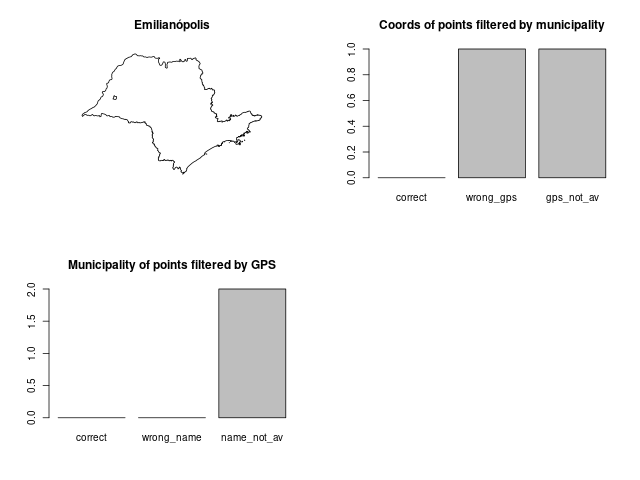 Emilianópolis
Coords of points filtered by municipality
1.0
0.8
0.6
0.4
0.2
0.0
correct wrong_gps gps_not_av
Municipality of points filtered by GPS
2.0
1.5
1.0
0.5
0.0
correct wrong_name name_not_av